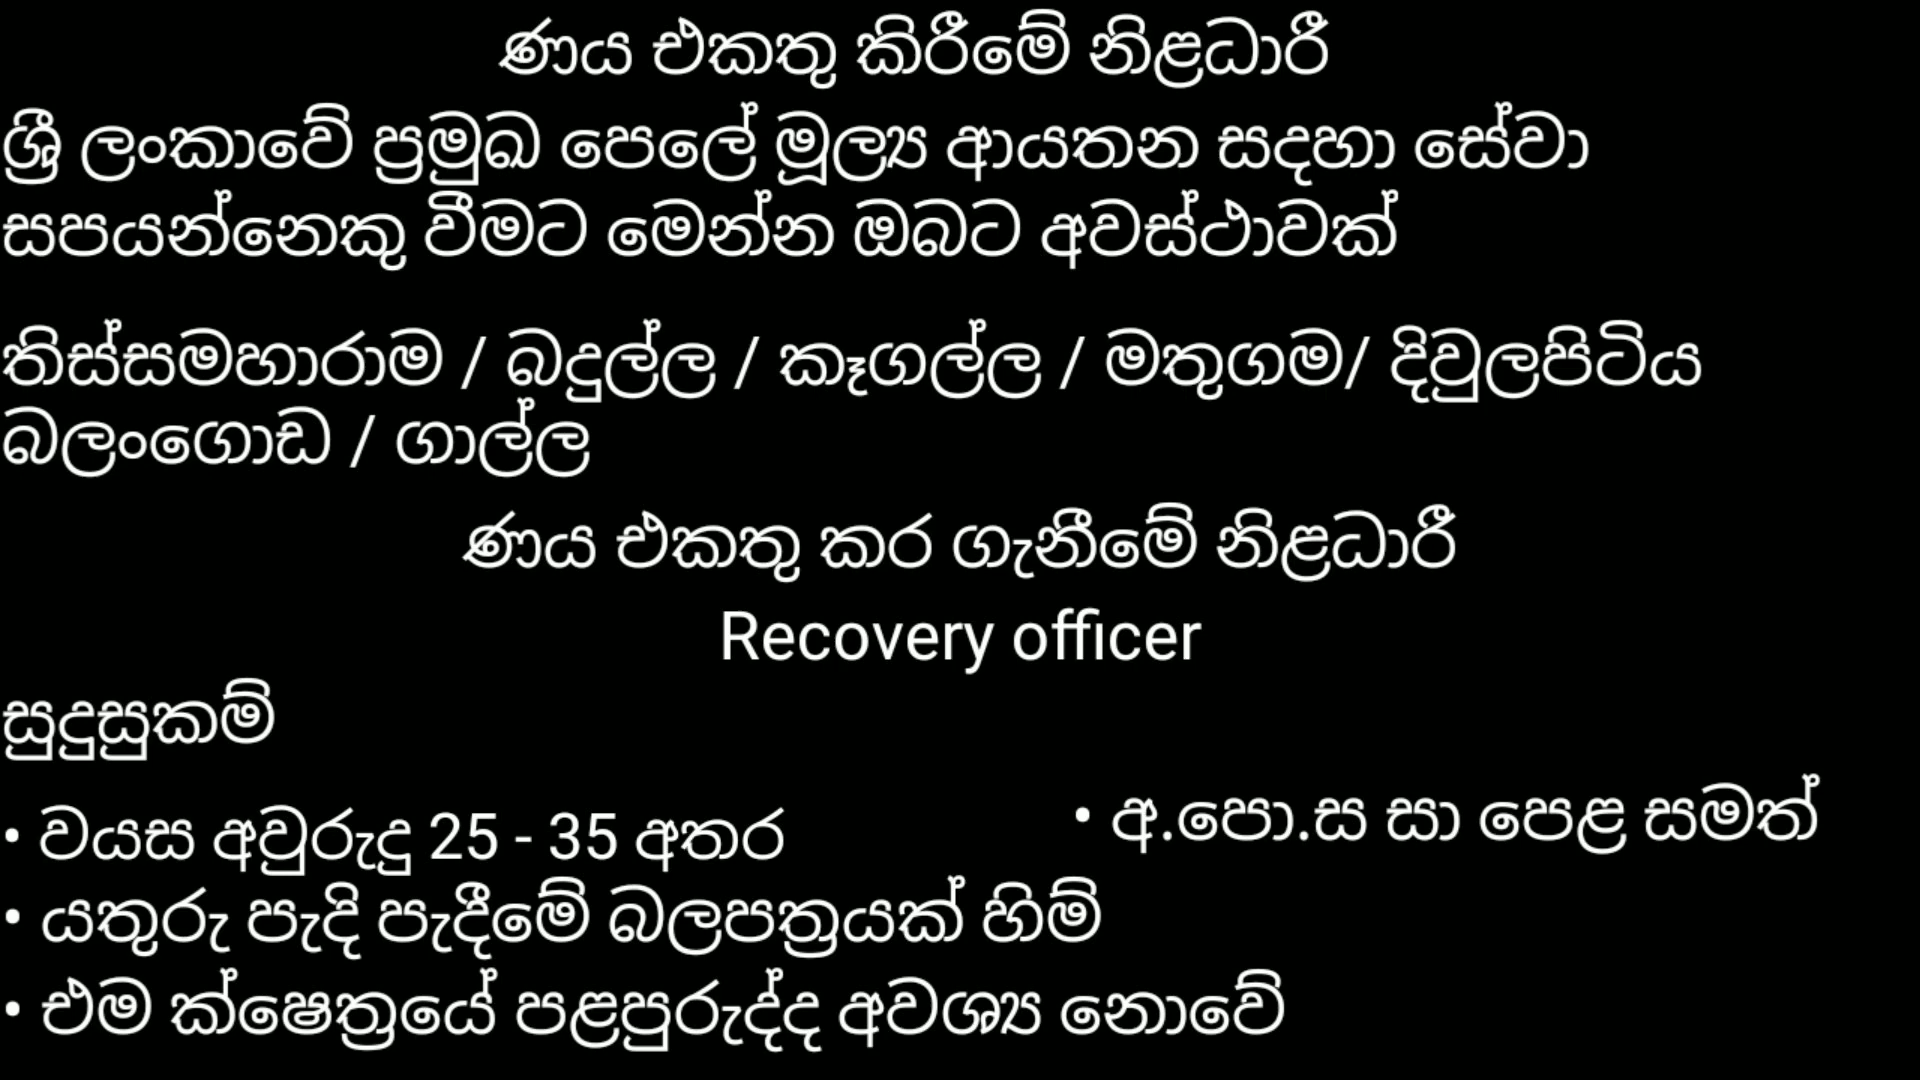 ණය එකතු කිරීමේ නිළධාරී
ශ්‍රී ලංකාවේ ප්‍රමුඛ පෙලේ මූල්‍ය ආයතන සදහා සේවා
සපයන්නෙකු වීමට මෙන්න ඔබට අවස්ථාවක්
තිස්සමහාරාම / බදුල්ල / කෑගල්ල / මතුගම/ දිවුලපිටිය
බලංගොඩ / ගාල්ල
ණය එකතු කර ගැනීමේ නිළධාරී
Recovery officer
සුදුසුකම්
• වයස අවුරුදු 25 - 35 අතර
• අ.පො.ස සා පෙළ සමත්
• යතුරු පැදි පැදීමේ බලපත්‍රයක් හිම්
• එම ක්ෂෙත්‍රයේ පළපුරුද්ද අවශ්‍ය නොවේ